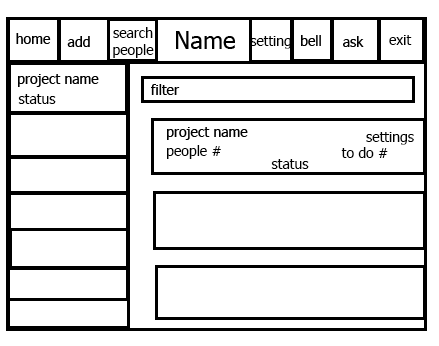 home
add
search
people
Name
setting
bell
ask
exit
project name
status
filter
project name
settings
people #
to do #
status